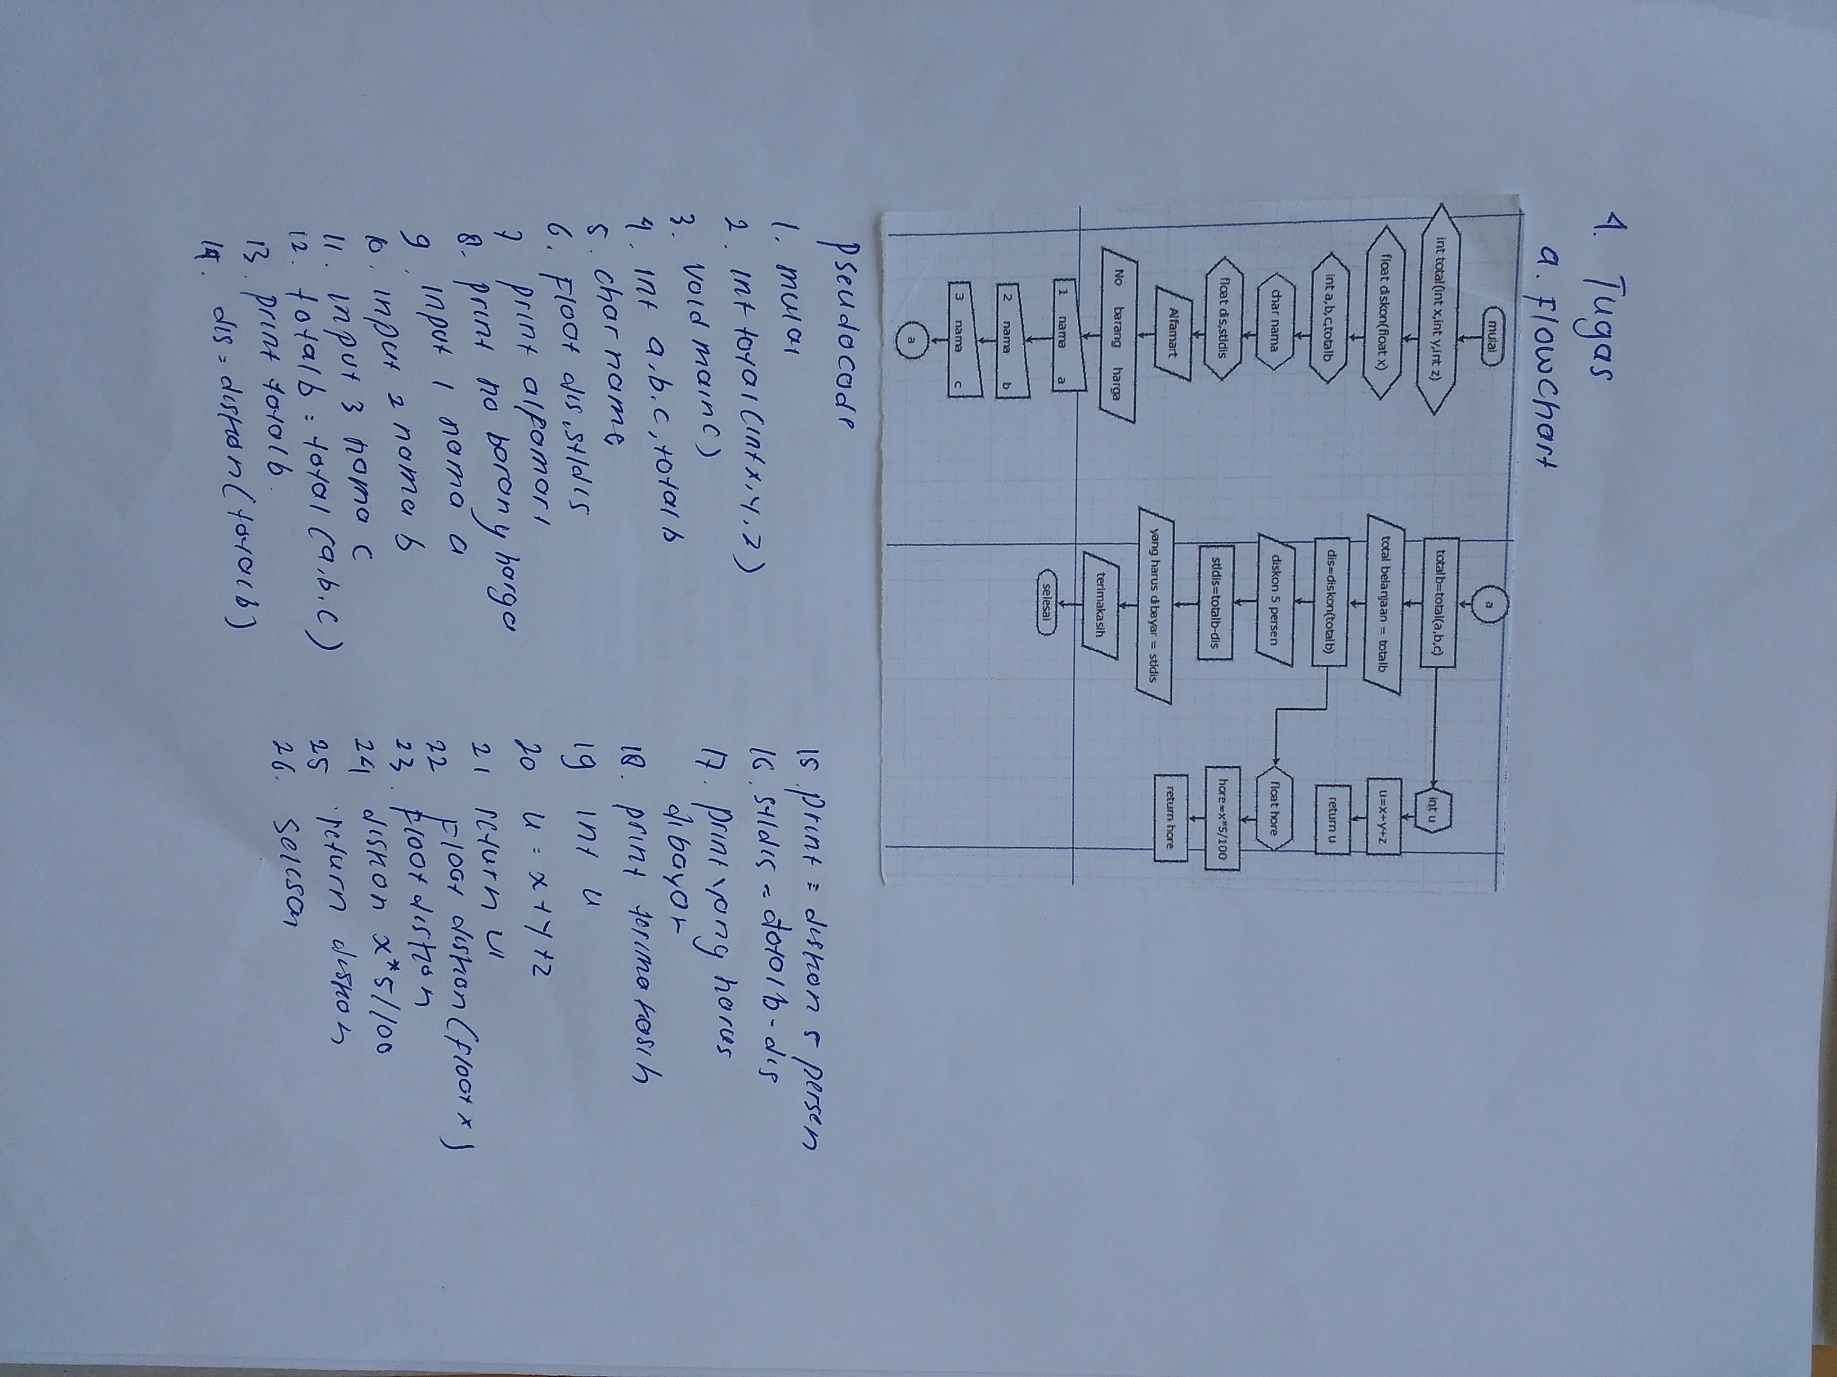 4. Tugas
a. Flowchart
mulai
int total(int x,int y,int z)
float diskon(float x)
int a,b,c,totalb
char nama
float dis,stldis
Alfamart
No barang harga
1 nama a
2 nama b
3 nama c
a
a
totalb=total(a,b,c)
total belanjaan = totalb
dis=diskon(totalb)
diskon 5 persen
stldis=totalb-dis
yang harus dibayar = stldis
terimakasih
selesai
int u
u=x+y+z
return u
float hore
hore=x*5/100
return hore
Pseudocode
1. mulai
2. int total (int x, y, z)
3. void main()
4. int a, b, c, totalb
5. char name
6. float dis, stldis
7 print alfamart
8. print no barang harga
9. input 1 nama a
10. input 2 nama b
11. input 3 nama c
12. totalb = total (a, b, c)
13. print totalb.
14. dis = diskon (totalb)
15. print = diskon 5 persen
16. stldis = totalb - dis
17. print yang harus
dibayar
18. print terimakasih
19 int u
20 u = x + y + z
21 return u
22 float diskon (float x)
23. float diskon
24 diskon x*5/100
25 return diskon
26. selesai